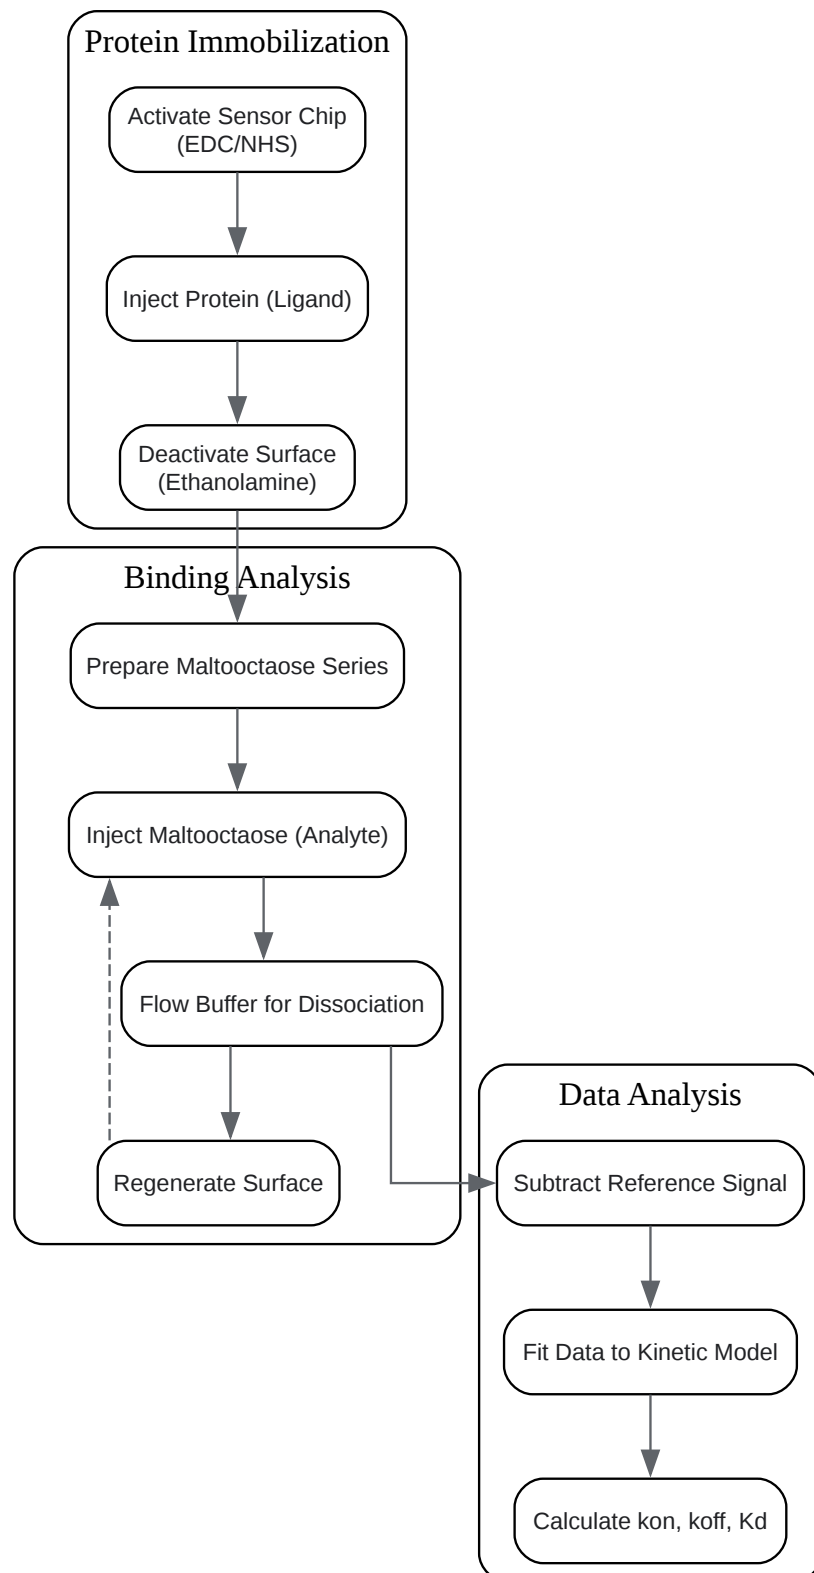 Protein Immobilization
Activate Sensor Chip
(EDC/NHS)
Inject Protein (Ligand)
Deactivate Surface
(Ethanolamine)
Binding Analysis
Prepare Maltooctaose Series
Inject Maltooctaose (Analyte)
Flow Buffer for Dissociation
Regenerate Surface
Data Analysis
Subtract Reference Signal
Fit Data to Kinetic Model
Calculate kon, koff, Kd